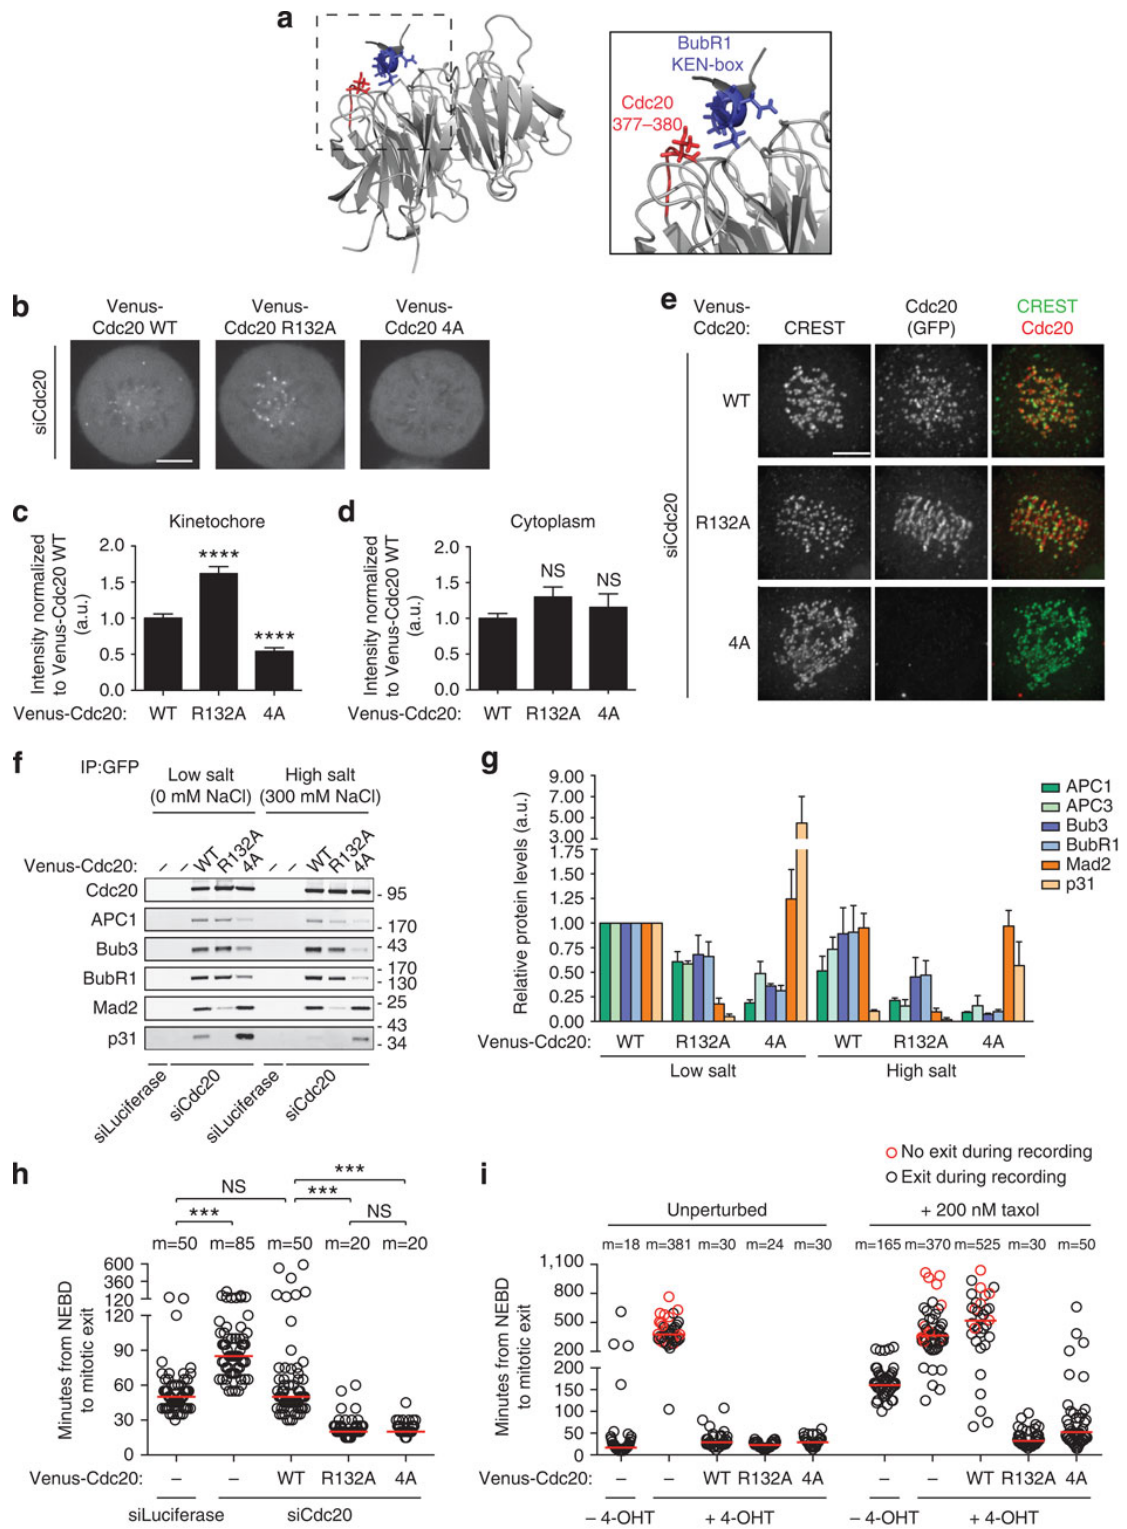 a
BubR1
KEN-box
Cdc20
377–380
b
Venus-
Cdc20 WT
Venus-
Cdc20 R132A
Venus-
Cdc20 4A
siCdc20
c
Kinetochore
Intensity normalized
to Venus-Cdc20 WT
(a.u.)
2.0
1.5
1.0
0.5
0.0
****
****
Venus-Cdc20: WT R132A 4A
d
Cytoplasm
Intensity normalized
to Venus-Cdc20 WT
(a.u.)
2.0
1.5
1.0
0.5
0.0
NS
NS
WT R132A 4A
e
Venus-
Cdc20:
CREST
Cdc20
(GFP)
CREST
Cdc20
siCdc20
WT
R132A
4A
f
IP:GFP
Low salt
(0 mM NaCl)
High salt
(300 mM NaCl)
Venus-Cdc20: – – WT R132A 4A – – WT R132A 4A
Cdc20 - 95
APC1 - 170
Bub3 - 43
BubR1 - 170
- 130
Mad2 - 25
p31 - 43
- 34
siLuciferase
siCdc20
siLuciferase
siCdc20
g
Relative protein levels (a.u.)
9.00
7.00
5.00
3.00
1.75
1.50
1.25
1.00
0.75
0.50
0.25
0.00
APC1
APC3
Bub3
BubR1
Mad2
p31
Venus-Cdc20: WT R132A 4A WT R132A 4A
Low salt High salt
h
Minutes from NEBD
to mitotic exit
NS
***
***
***
NS
m=50 m=85 m=50 m=20 m=20
600
360
120
120
90
60
30
0
Venus-Cdc20: – – WT R132A 4A
siLuciferase siCdc20
i
No exit during recording
Exit during recording
Unperturbed
+ 200 nM taxol
m=18 m=381 m=30 m=24 m=30 m=165 m=370 m=525 m=30 m=50
Minutes from NEBD
to mitotic exit
1,100
800
500
200
200
150
100
50
0
Venus-Cdc20: – – WT R132A 4A – – WT R132A 4A
– 4-OHT + 4-OHT – 4-OHT + 4-OHT